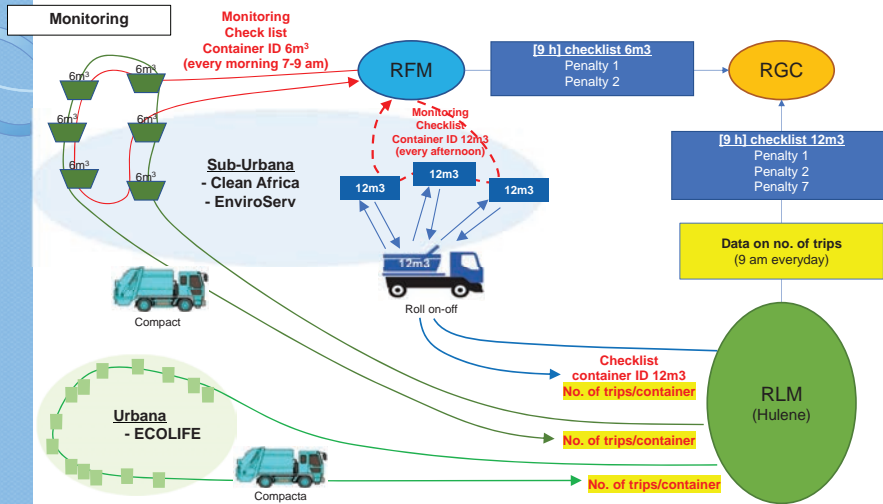 Monitoring
Monitoring
Check list
Container ID 6m³
(every morning 7-9 am)
RFM
[9 h] checklist 6m3
Penalty 1
Penalty 2
RGC
6m³
6m³
6m³
6m³
6m³
6m³
Monitoring
Checklist
Container ID 12m3
(every afternoon)
[9 h] checklist 12m3
Penalty 1
Penalty 2
Penalty 7
Sub-Urbana
- Clean Africa
- EnviroServ
12m3
12m3
12m3
12m3
Data on no. of trips
(9 am everyday)
Compact
Roll on-off
Checklist
container ID 12m3
No. of trips/container
RLM
(Hulene)
Urbana
- ECOLIFE
No. of trips/container
No. of trips/container
Compacta